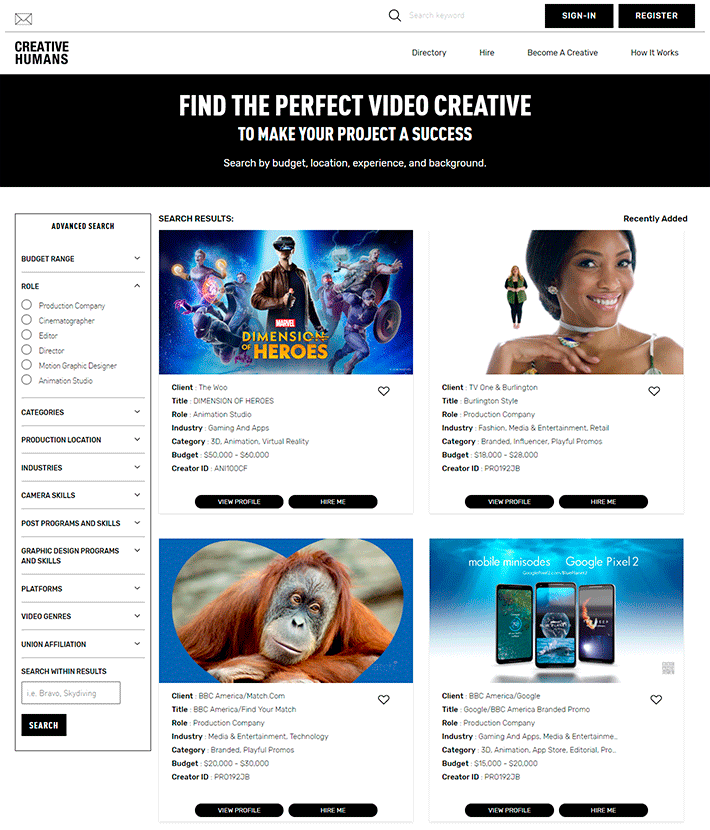 Search keyword
SIGN-IN
REGISTER
CREATIVE
HUMANS
Directory
Hire
Become A Creative
How It Works
FIND THE PERFECT VIDEO CREATIVE
TO MAKE YOUR PROJECT A SUCCESS
Search by budget, location, experience, and background.
ADVANCED SEARCH
BUDGET RANGE
ROLE
Production Company
Cinematographer
Editor
Director
Motion Graphic Designer
Animation Studio
CATEGORIES
PRODUCTION LOCATION
INDUSTRIES
CAMERA SKILLS
POST PROGRAMS AND SKILLS
GRAPHIC DESIGN PROGRAMS
AND SKILLS
PLATFORMS
VIDEO GENRES
UNION AFFILIATION
SEARCH WITHIN RESULTS
i.e. Bravo, Skydiving
SEARCH
SEARCH RESULTS:
Recently Added
MARVEL
DIMENSION
OF HEROES
Client : The Woo
Title : DIMENSION OF HEROES
Role : Animation Studio
Industry : Gaming And Apps
Category : 3D, Animation, Virtual Reality
Budget : $50,000 - $60,000
Creator ID : ANI100CF
VIEW PROFILE
HIRE ME
Client : TV One & Burlington
Title : Burlington Style
Role : Production Company
Industry : Fashion, Media & Entertainment, Retail
Category : Branded, Influencer, Playful Promos
Budget : $18,000 - $28,000
Creator ID : PRO192JB
VIEW PROFILE
HIRE ME
Client : BBC America/Match.Com
Title : BBC America/Find Your Match
Role : Production Company
Industry : Media & Entertainment, Technology
Category : Branded, Playful Promos
Budget : $20,000 - $30,000
Creator ID : PRO192JB
VIEW PROFILE
HIRE ME
mobile minisodes Google Pixel 2
Client : BBC America/Google
Title : Google/BBC America Branded Promo
Role : Production Company
Industry : Gaming And Apps, Media & Entertainme...
Category : 3D, Animation, App Store, Editorial, Pro...
Budget : $15,000 - $20,000
Creator ID : PRO192JB
VIEW PROFILE
HIRE ME